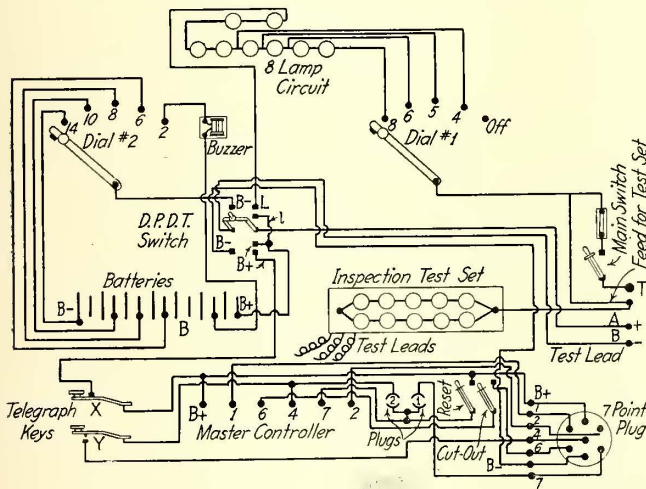 8 Lamp
Circuit
14
10
8
6
2
Dial #2
Buzzer
8
6
5
4
Off
Dial #1
B-
L
l
D.P.D.T.
Switch
B-
B+
Main Switch
Feed for Test Set
Batteries
B-
B
B+
Inspection Test Set
Test Leads
T
A
+
B
-
Test Lead
Telegraph
Keys
X
Y
B+
1
6
4
7
2
Master Controller
2
1
Plugs
Reset
Cut-Out
B+
1
2
4
6
B-
7
7 Point
Plug